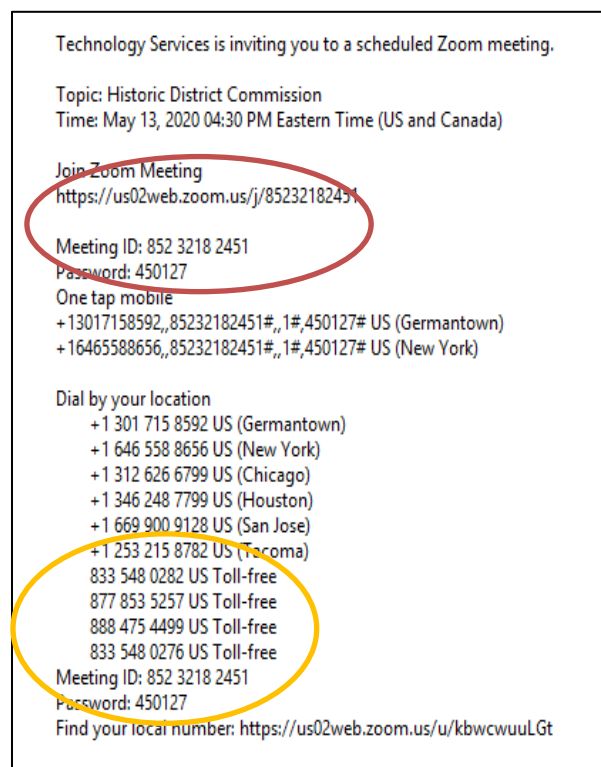 Technology Services is inviting you to a scheduled Zoom meeting.
Topic: Historic District Commission
Time: May 13, 2020 04:30 PM Eastern Time (US and Canada)
Join Zoom Meeting
https://us02web.zoom.us/j/85232182451
Meeting ID: 852 3218 2451
Password: 450127
One tap mobile
+13017158592,,85232182451#,,1#,450127# US (Germantown)
+16465588656,,85232182451#,,1#,450127# US (New York)
Dial by your location
+1 301 715 8592 US (Germantown)
+1 646 558 8656 US (New York)
+1 312 626 6799 US (Chicago)
+1 346 248 7799 US (Houston)
+1 669 900 9128 US (San Jose)
+1 253 215 8782 US (Tacoma)
833 548 0282 US Toll-free
877 853 5257 US Toll-free
888 475 4499 US Toll-free
833 548 0276 US Toll-free
Meeting ID: 852 3218 2451
Password: 450127
Find your local number: https://us02web.zoom.us/u/kbwcwuuLGt